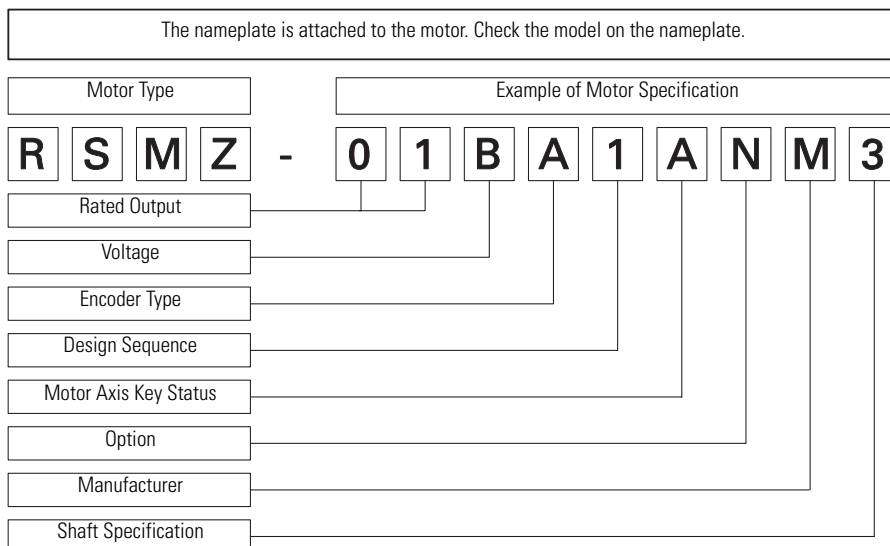 The nameplate is attached to the motor. Check the model on the nameplate.
Motor Type
Example of Motor Specification
R S M Z - 0 1 B A 1 A N M 3
Rated Output
Voltage
Encoder Type
Design Sequence
Motor Axis Key Status
Option
Manufacturer
Shaft Specification